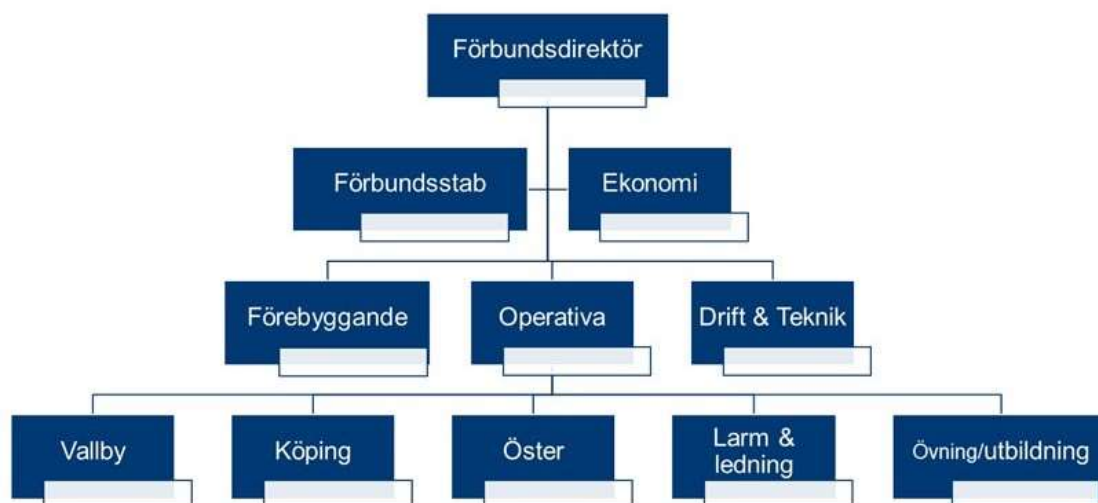 Förbundsdirektör
Förbundsstab
Ekonomi
Förebyggande
Operativa
Drift & Teknik
Vallby
Köping
Öster
Larm &
ledning
Övning/utbildning